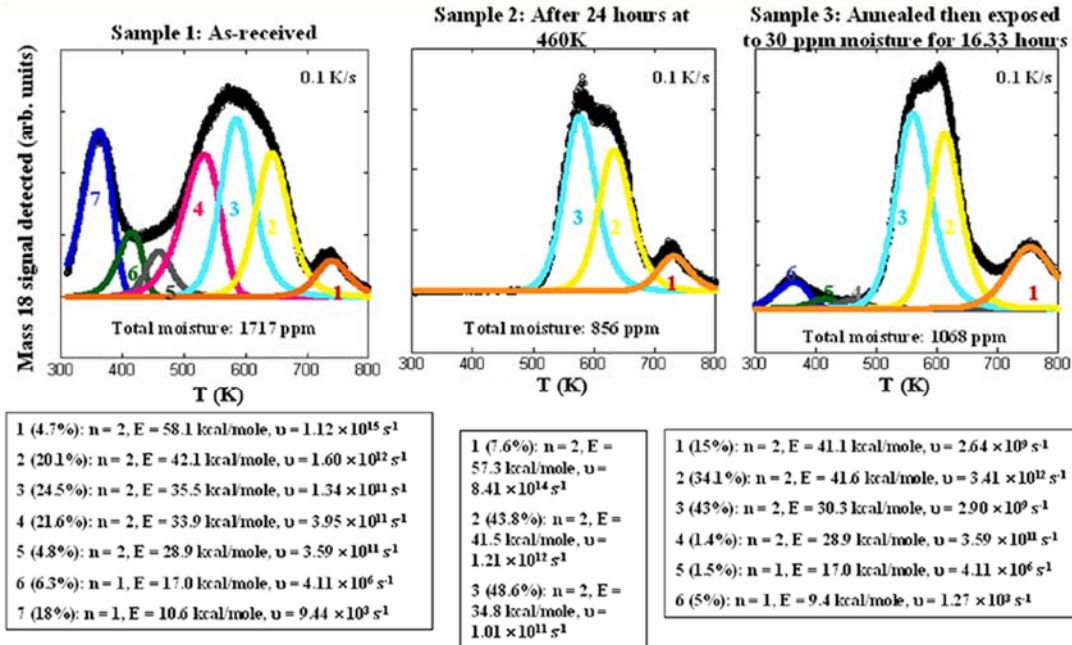 Sample 1: As-received
Sample 2: After 24 hours at
460K
Sample 3: Annealed then exposed
to 30 ppm moisture for 16.33 hours
Mass 18 signal detected (arb. units)
0.1 K/s
7
6
5
4
3
2
1
Total moisture: 1717 ppm
300 400 500 600 700 800
T (K)
0.1 K/s
3
2
1
Total moisture: 856 ppm
300 400 500 600 700 800
T (K)
0.1 K/s
6
5
4
3
2
1
Total moisture: 1068 ppm
300 400 500 600 700 800
T (K)
1 (4.7%): n = 2, E = 58.1 kcal/mole, υ = 1.12 × 10¹⁵ s⁻¹
2 (20.1%): n = 2, E = 42.1 kcal/mole, υ = 1.60 × 10¹² s⁻¹
3 (24.5%): n = 2, E = 35.5 kcal/mole, υ = 1.34 × 10¹¹ s⁻¹
4 (21.6%): n = 2, E = 33.9 kcal/mole, υ = 3.95 × 10¹¹ s⁻¹
5 (4.8%): n = 2, E = 28.9 kcal/mole, υ = 3.59 × 10¹¹ s⁻¹
6 (6.3%): n = 1, E = 17.0 kcal/mole, υ = 4.11 × 10⁶ s⁻¹
7 (18%): n = 1, E = 10.6 kcal/mole, υ = 9.44 × 10³ s⁻¹
1 (7.6%): n = 2, E =
57.3 kcal/mole, υ =
8.41 × 10¹⁴ s⁻¹
2 (43.8%): n = 2, E =
41.5 kcal/mole, υ =
1.21 × 10¹² s⁻¹
3 (48.6%): n = 2, E =
34.8 kcal/mole, υ =
1.01 × 10¹¹ s⁻¹
1 (15%): n = 2, E = 41.1 kcal/mole, υ = 2.64 × 10⁹ s⁻¹
2 (34.1%): n = 2, E = 41.6 kcal/mole, υ = 3.41 × 10¹² s⁻¹
3 (43%): n = 2, E = 30.3 kcal/mole, υ = 2.90 × 10⁹ s⁻¹
4 (1.4%): n = 2, E = 28.9 kcal/mole, υ = 3.59 × 10¹¹ s⁻¹
5 (1.5%): n = 1, E = 17.0 kcal/mole, υ = 4.11 × 10⁶ s⁻¹
6 (5%): n = 1, E = 9.4 kcal/mole, υ = 1.27 × 10³ s⁻¹